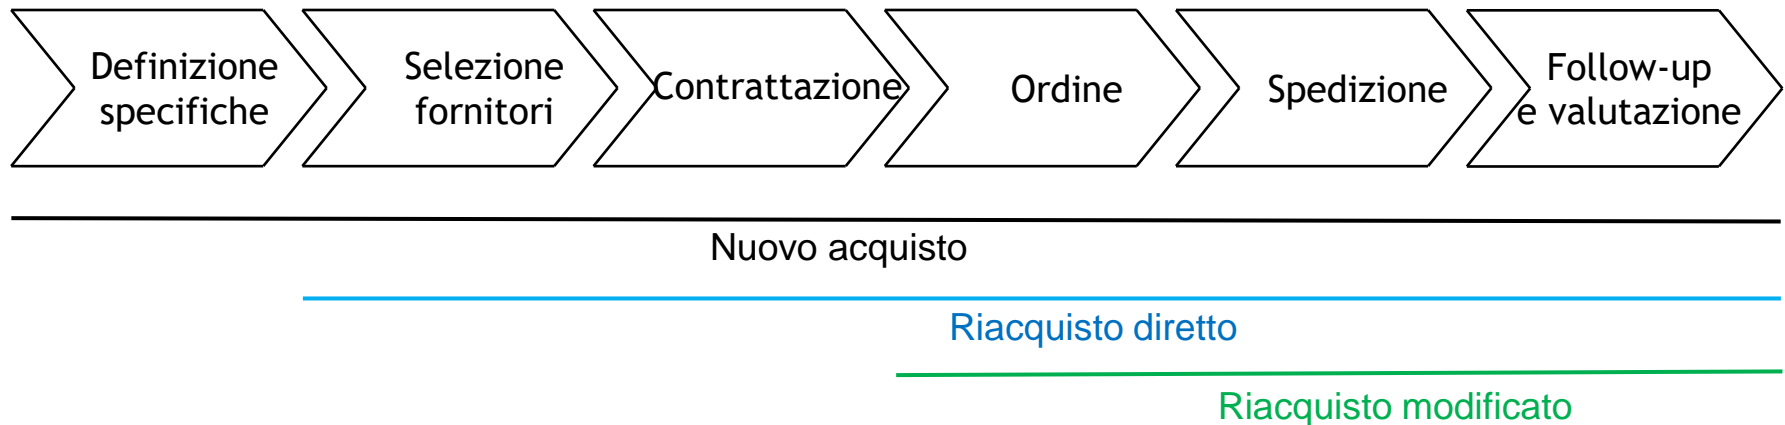 Definizione
specifiche
Selezione
fornitori
Contrattazione
Ordine
Spedizione
Follow-up
e valutazione
Nuovo acquisto
Riacquisto diretto
Riacquisto modificato